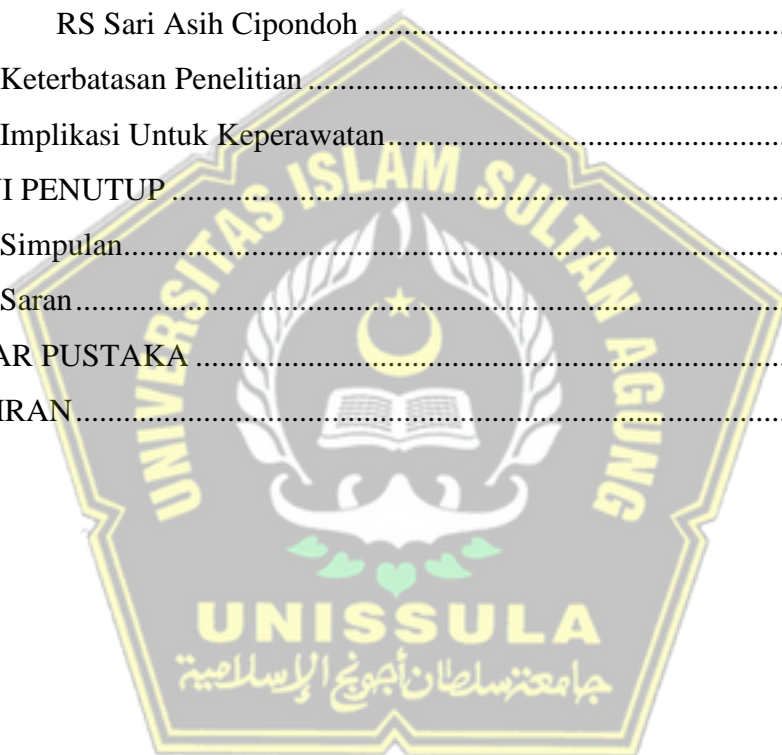 RS Sari Asih Cipondoh ................................................
Keterbatasan Penelitian ................................................
Implikasi Untuk Keperawatan ................................................
I PENUTUP ................................................
Simpulan ................................................
Saran ................................................
AR PUSTAKA ................................................
IRAN ................................................
UNIVERSITAS ISLAM SULTAN AGUNG
UNISSULA
جامعة سلطان أجونج الإسلامية